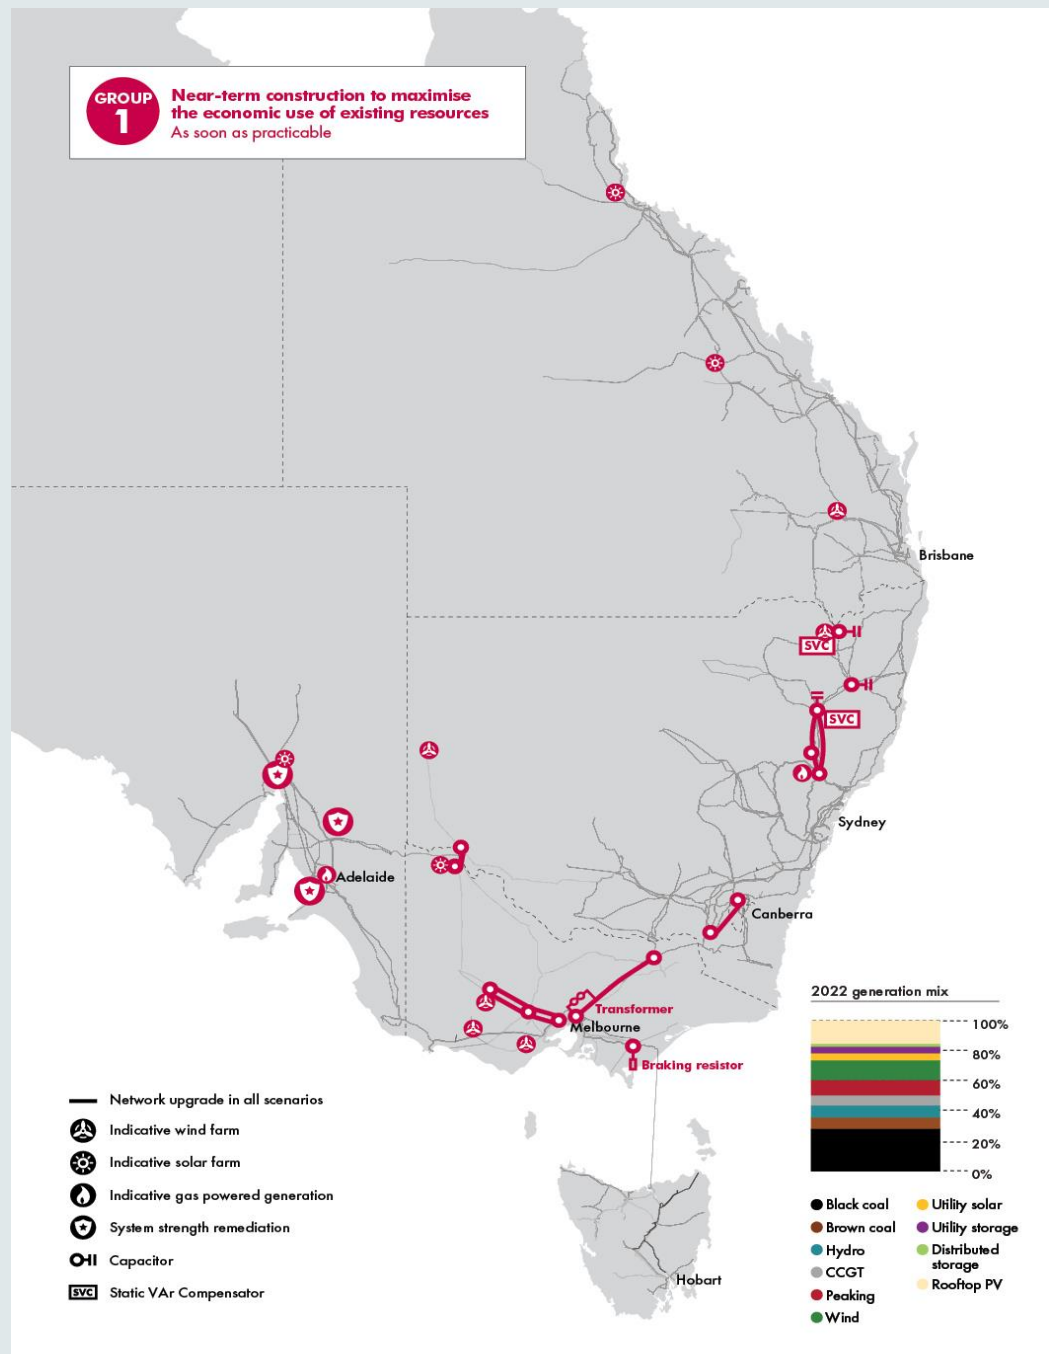 GROUP
1
Near-term construction to maximise
the economic use of existing resources
As soon as practicable
Brisbane
SVC
SVC
Sydney
Adelaide
Canberra
Transformer
Melbourne
Braking resistor
Hobart
Network upgrade in all scenarios
Indicative wind farm
Indicative solar farm
Indicative gas powered generation
System strength remediation
Capacitor
SVC
Static VAr Compensator
2022 generation mix
100%
80%
60%
40%
20%
0%
Black coal
Brown coal
Hydro
CCGT
Peaking
Wind
Utility solar
Utility storage
Distributed
storage
Rooftop PV